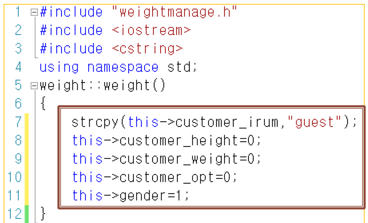 1 #include "weightmanage.h"
2 #include <iostream>
3 #include <cstring>
4 using namespace std;
5 weight::weight()
6 {
7 strcpy(this->customer_irum,"guest");
8 this->customer_height=0;
9 this->customer_weight=0;
10 this->customer_opt=0;
11 this->gender=1;
12 }